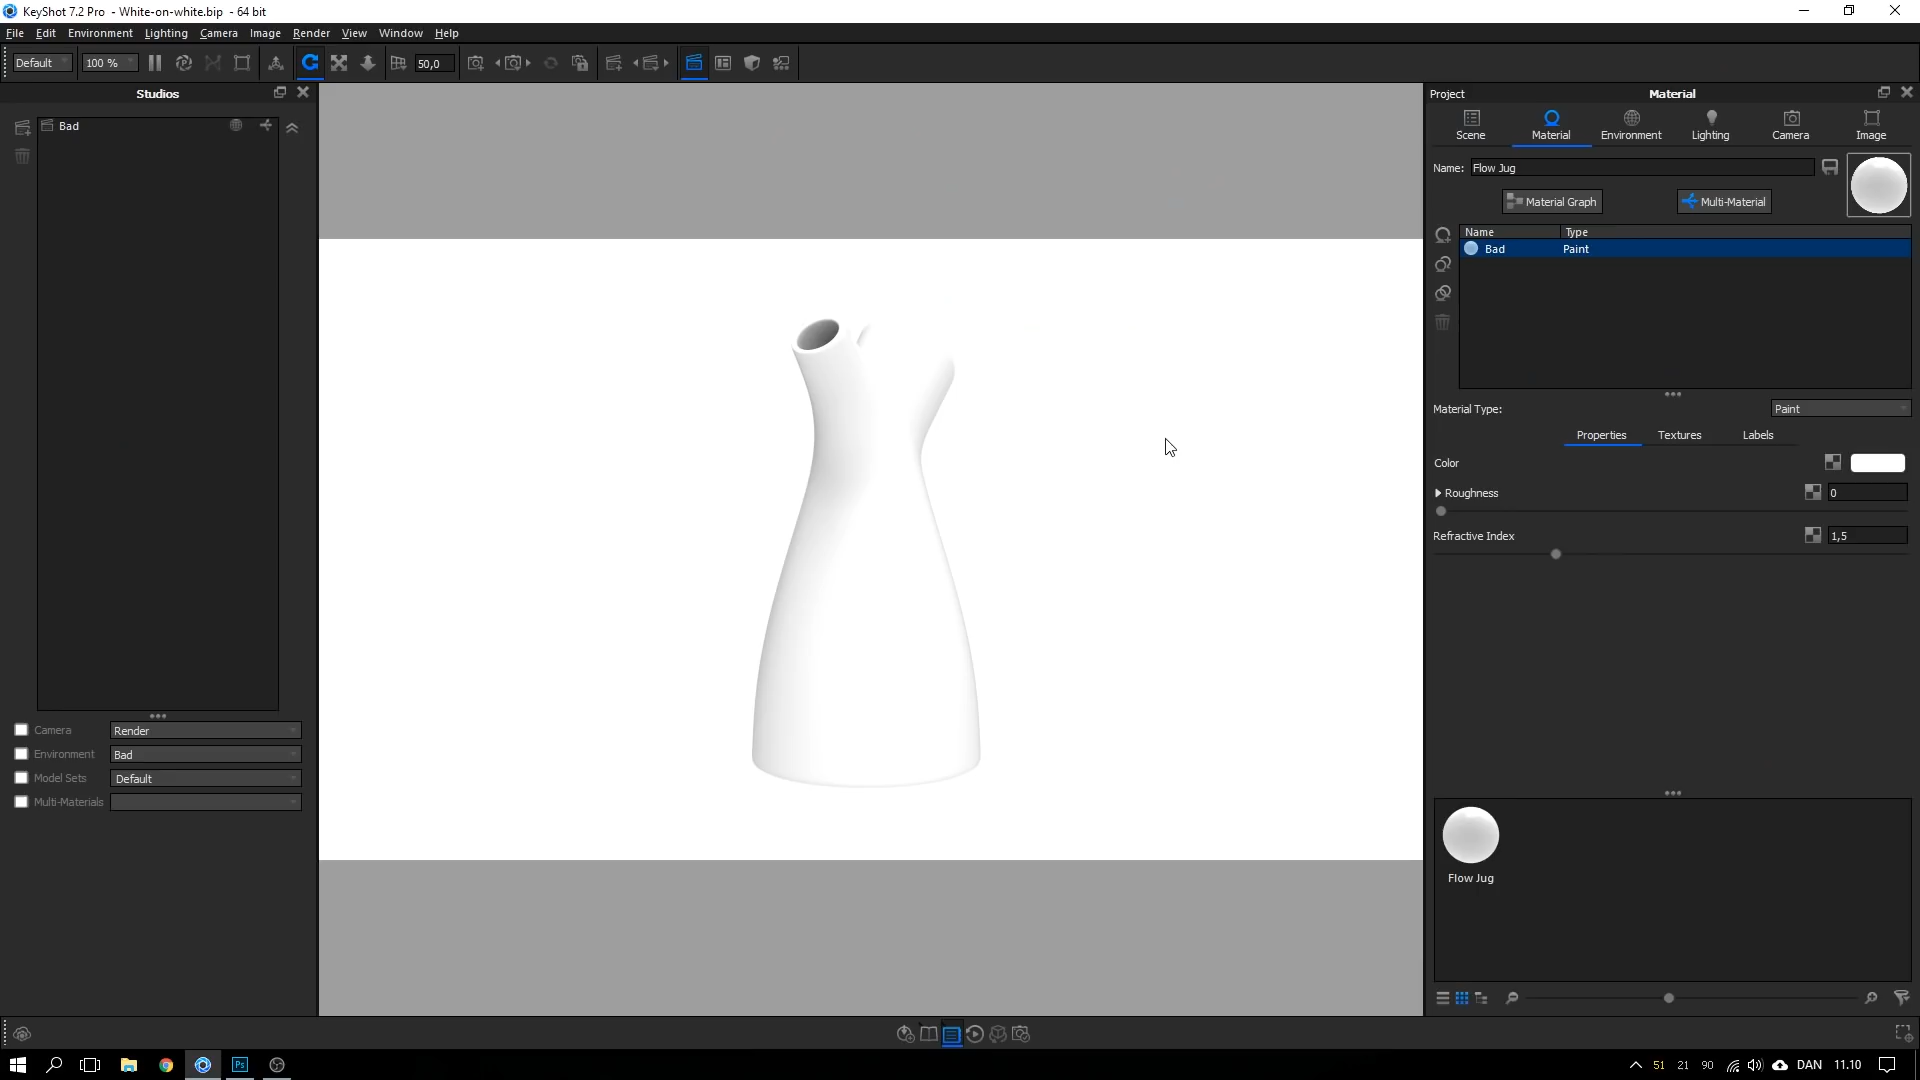 KeyShot 7.2 Pro - White-on-white.bip - 64 bit
File Edit Environment Lighting Camera Image Render View Window Help
Default 100 % 50,0
Studios
Bad
Camera Render
Environment Bad
Model Sets Default
Multi-Materials
Project Material
Scene Material Environment Lighting Camera Image
Name: Flow Jug
Material Graph Multi-Material
Name Type
Bad Paint
Material Type: Paint
Properties Textures Labels
Color
Roughness 0
Refractive Index 1,5
Flow Jug
Ps 51 21 90 DAN 11.10